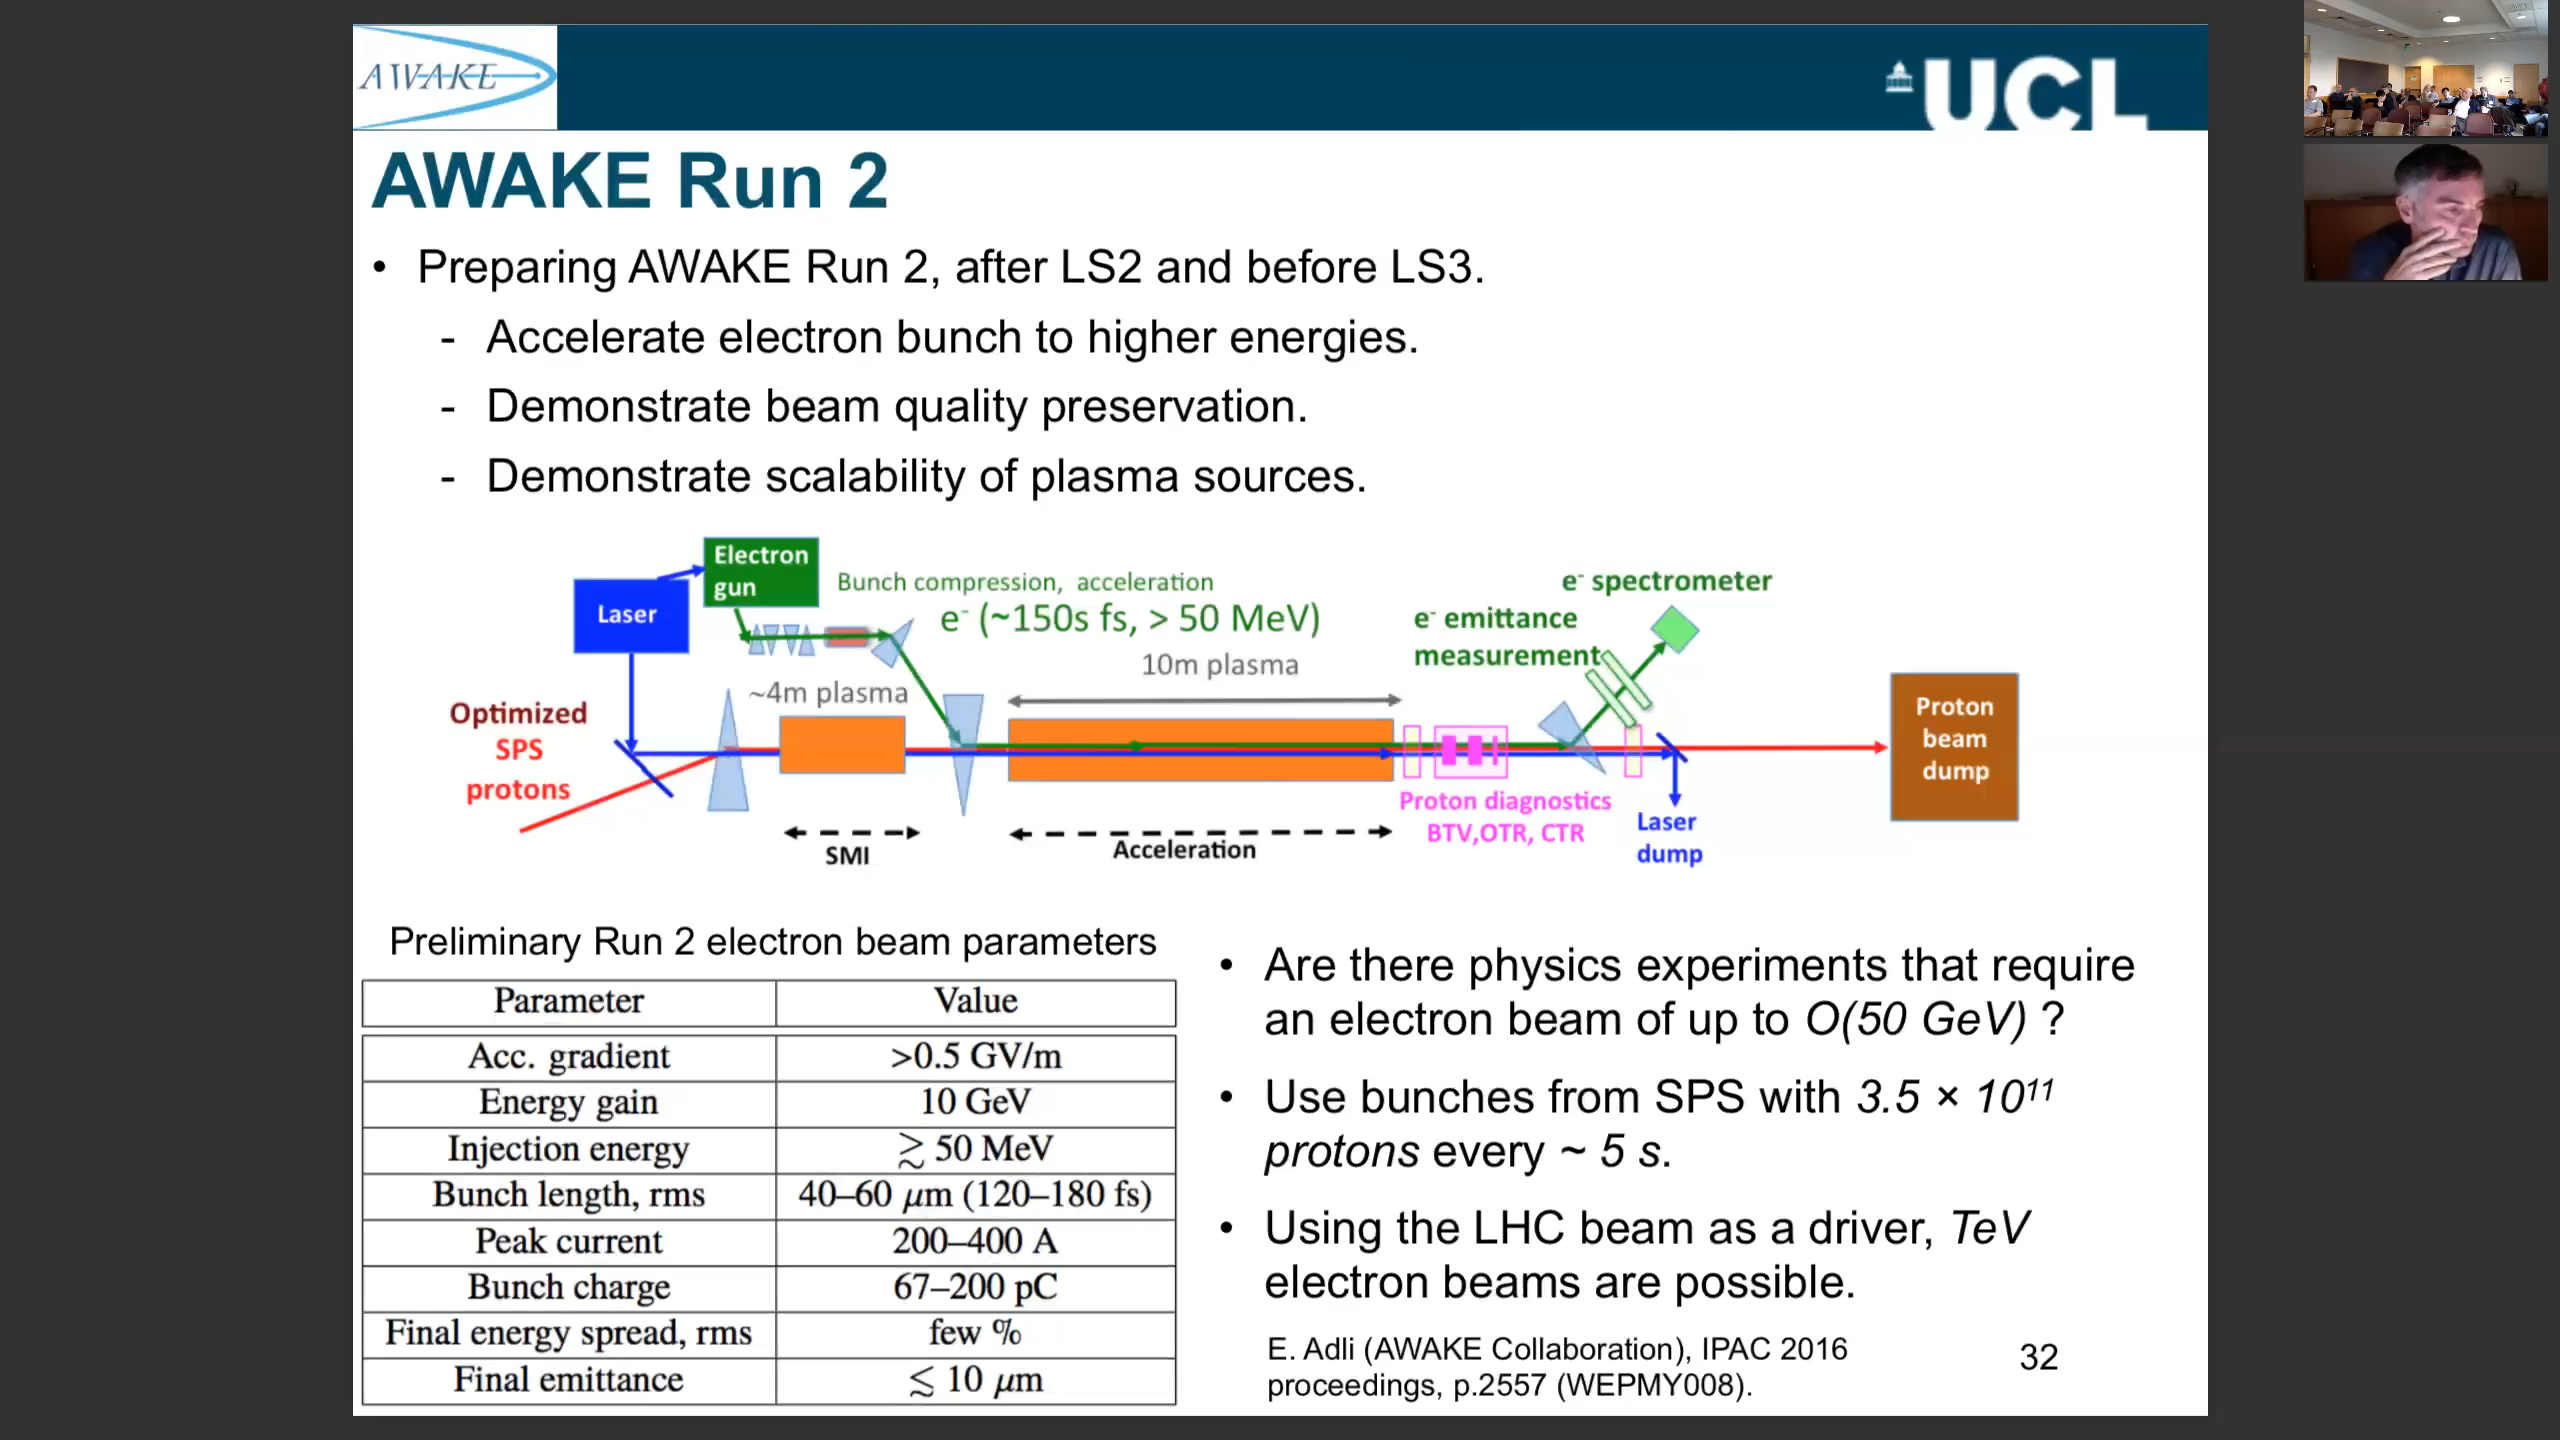 AWAKE
UCL
AWAKE Run 2
• Preparing AWAKE Run 2, after LS2 and before LS3.
- Accelerate electron bunch to higher energies.
- Demonstrate beam quality preservation.
- Demonstrate scalability of plasma sources.
Electron
gun
Laser
Bunch compression, acceleration
e⁻ (~150s fs, > 50 MeV)
e⁻ spectrometer
e⁻ emittance
measurement
10m plasma
~4m plasma
Optimized
SPS
protons
Proton
beam
dump
Proton diagnostics
BTV,OTR, CTR
Laser
dump
SMI
Acceleration
Preliminary Run 2 electron beam parameters
Parameter Value
Acc. gradient >0.5 GV/m
Energy gain 10 GeV
Injection energy ≳ 50 MeV
Bunch length, rms 40–60 μm (120–180 fs)
Peak current 200–400 A
Bunch charge 67–200 pC
Final energy spread, rms few %
Final emittance ≲ 10 μm
• Are there physics experiments that require
an electron beam of up to O(50 GeV) ?
• Use bunches from SPS with 3.5 × 10¹¹
protons every ~ 5 s.
• Using the LHC beam as a driver, TeV
electron beams are possible.
E. Adli (AWAKE Collaboration), IPAC 2016
proceedings, p.2557 (WEPMY008).
32